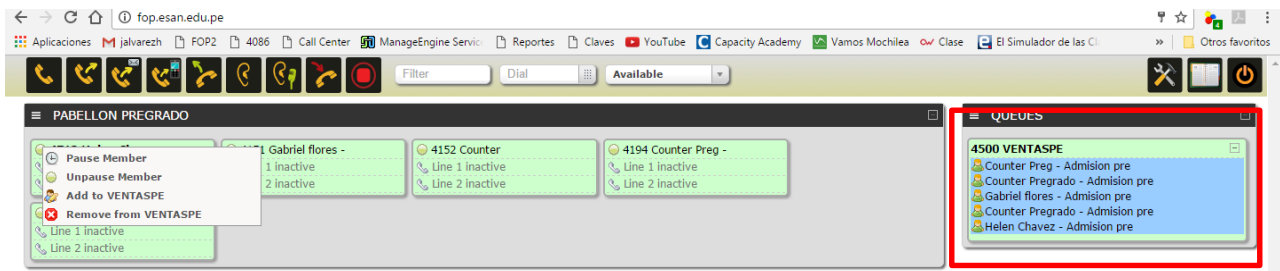 fop.esan.edu.pe
Aplicaciones jalvarezh FOP2 4086 Call Center ManageEngine Servic Reportes Claves YouTube Capacity Academy Vamos Mochilea Clase El Simulador de las Cl » Otros favoritos
Filter Dial Available
PABELLON PREGRADO
Pause Member
Unpause Member
Add to VENTASPE
Remove from VENTASPE
Line 1 inactive
Line 2 inactive
Gabriel flores -
1 inactive
2 inactive
4152 Counter
Line 1 inactive
Line 2 inactive
4194 Counter Preg -
Line 1 inactive
Line 2 inactive
QUEUES
4500 VENTASPE
Counter Preg - Admision pre
Counter Pregrado - Admision pre
Gabriel flores - Admision pre
Counter Pregrado - Admision pre
Helen Chavez - Admision pre